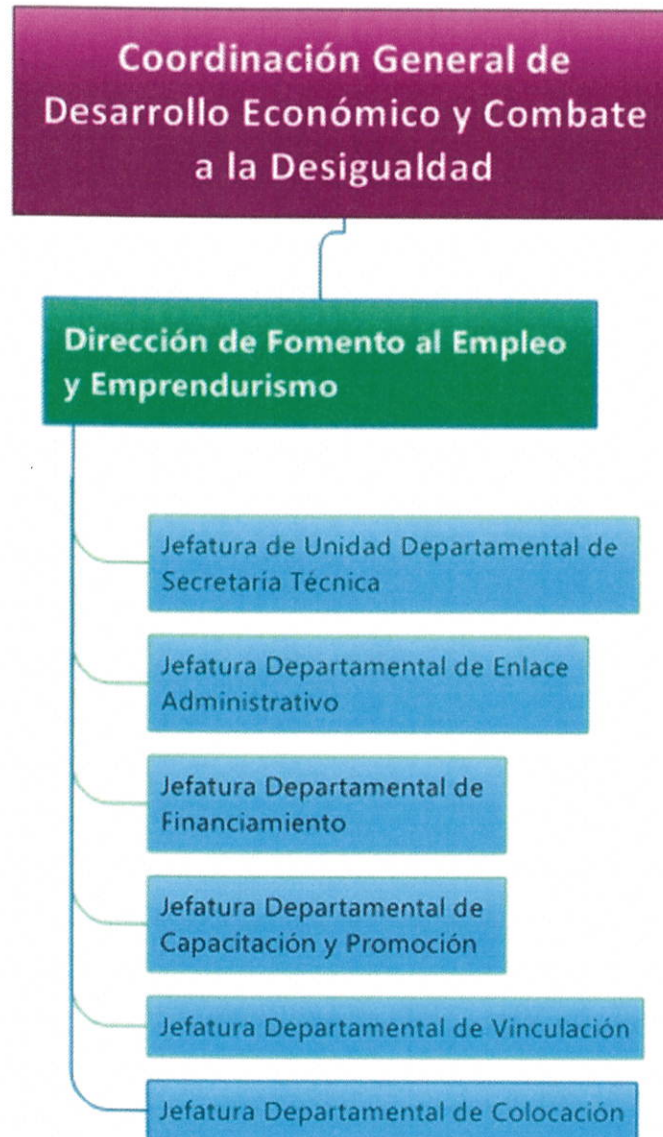 Coordinación General de
Desarrollo Económico y Combate
a la Desigualdad
Dirección de Fomento al Empleo
y Emprendurismo
Jefatura de Unidad Departamental de
Secretaría Técnica
Jefatura Departamental de Enlace
Administrativo
Jefatura Departamental de
Financiamiento
Jefatura Departamental de
Capacitación y Promoción
Jefatura Departamental de Vinculación
Jefatura Departamental de Colocación